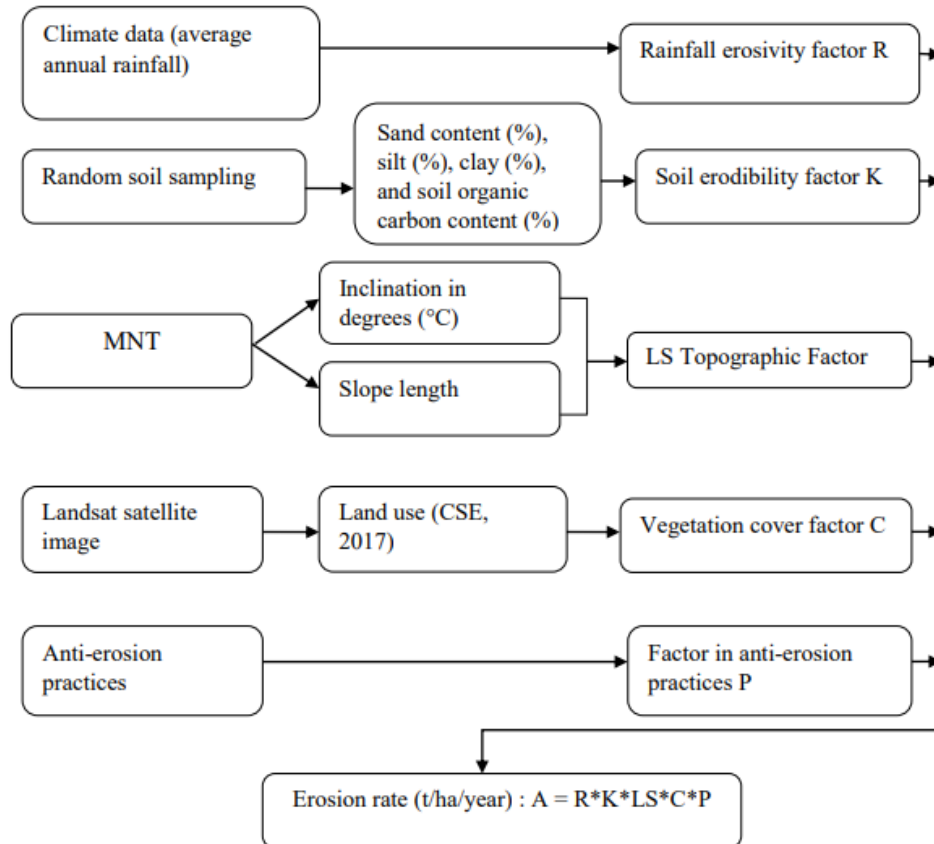 Climate data (average
annual rainfall)
Rainfall erosivity factor R
Random soil sampling
Sand content (%),
silt (%), clay (%),
and soil organic
carbon content (%)
Soil erodibility factor K
MNT
Inclination in
degrees (°C)
Slope length
LS Topographic Factor
Landsat satellite
image
Land use (CSE,
2017)
Vegetation cover factor C
Anti-erosion
practices
Factor in anti-erosion
practices P
Erosion rate (t/ha/year) : A = R*K*LS*C*P